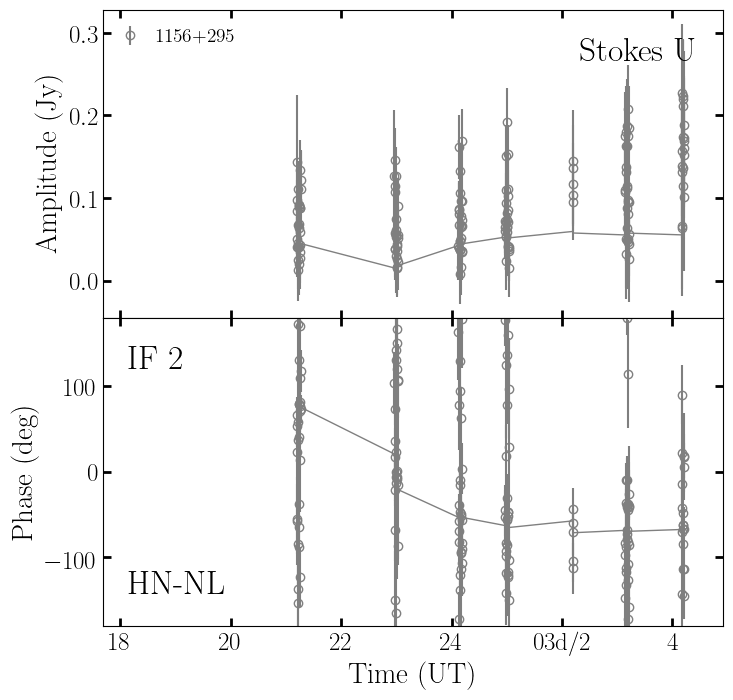 0.3
1156+295
Stokes U
0.2
0.1
0.0
Amplitude (Jy)
IF 2
100
0
−100
Phase (deg)
HN-NL
18 20 22 24 03d/2 4
Time (UT)